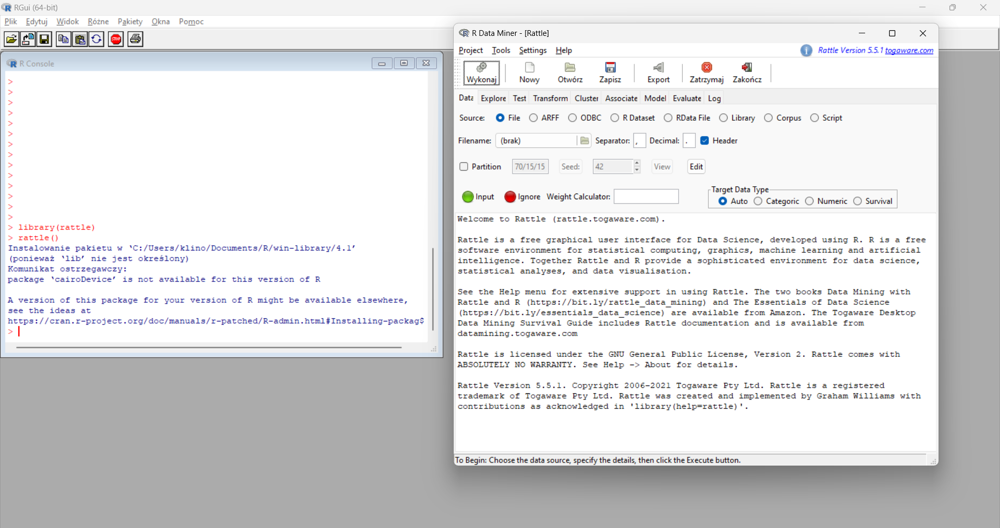 RGui (64-bit)
Plik Edytuj Widok Różne Pakiety Okna Pomoc
STOP
R Console
>
>
>
>
>
>
>
>
>
>
>
>
>
>
> library(rattle)
> rattle()
Instalowanie pakietu w ‘C:/Users/klino/Documents/R/win-library/4.1’
(ponieważ ‘lib’ nie jest określony)
Komunikat ostrzegawczy:
package ‘cairoDevice’ is not available for this version of R
A version of this package for your version of R might be available elsewhere,
see the ideas at
https://cran.r-project.org/doc/manuals/r-patched/R-admin.html#Installing-packag$
>
R Data Miner - [Rattle]
Project Tools Settings Help
Rattle Version 5.5.1 togaware.com
Wykonaj Nowy Otwórz Zapisz Export Zatrzymaj Zakończ
Data Explore Test Transform Cluster Associate Model Evaluate Log
Source: File ARFF ODBC R Dataset RData File Library Corpus Script
Filename: (brak) Separator: , Decimal: . Header
Partition 70/15/15 Seed: 42 View Edit
Target Data Type
Input Ignore Weight Calculator: Auto Categoric Numeric Survival
Welcome to Rattle (rattle.togaware.com).
Rattle is a free graphical user interface for Data Science, developed using R. R is a free
software environment for statistical computing, graphics, machine learning and artificial
intelligence. Together Rattle and R provide a sophisticated environment for data science,
statistical analyses, and data visualisation.
See the Help menu for extensive support in using Rattle. The two books Data Mining with
Rattle and R (https://bit.ly/rattle_data_mining) and The Essentials of Data Science
(https://bit.ly/essentials_data_science) are available from Amazon. The Togaware Desktop
Data Mining Survival Guide includes Rattle documentation and is available from
datamining.togaware.com
Rattle is licensed under the GNU General Public License, Version 2. Rattle comes with
ABSOLUTELY NO WARRANTY. See Help -> About for details.
Rattle Version 5.5.1. Copyright 2006-2021 Togaware Pty Ltd. Rattle is a registered
trademark of Togaware Pty Ltd. Rattle was created and implemented by Graham Williams with
contributions as acknowledged in 'library(help=rattle)'.
To Begin: Choose the data source, specify the details, then click the Execute button.